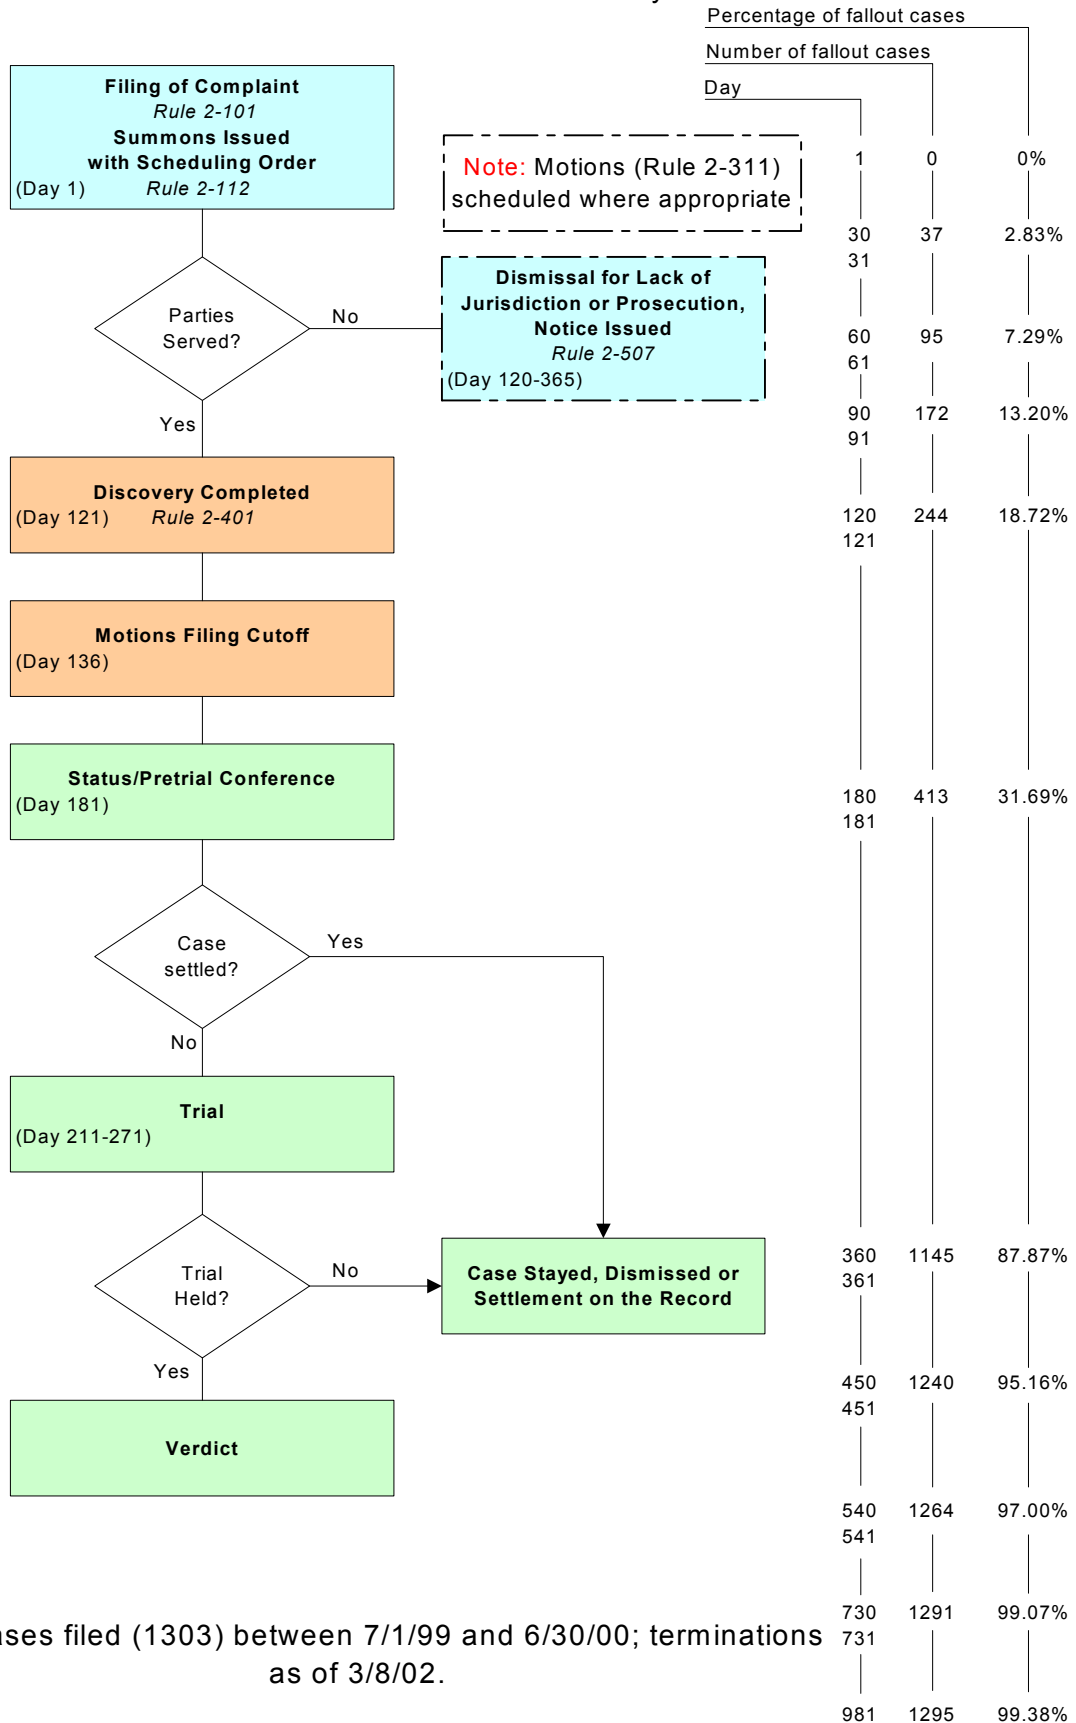 Percentage of fallout cases
Number of fallout cases
Day
Filing of Complaint
Rule 2-101
Summons Issued
with Scheduling Order
(Day 1) Rule 2-112
Note: Motions (Rule 2-311)
scheduled where appropriate
1 0 0%
30 37 2.83%
31
Parties
Served?
No
Dismissal for Lack of
Jurisdiction or Prosecution,
Notice Issued
Rule 2-507
(Day 120-365)
60 95 7.29%
61
Yes
90 172 13.20%
91
Discovery Completed
(Day 121) Rule 2-401
120 244 18.72%
121
Motions Filing Cutoff
(Day 136)
Status/Pretrial Conference
(Day 181)
180 413 31.69%
181
Case
settled?
Yes
No
Trial
(Day 211-271)
Trial
Held?
No
Case Stayed, Dismissed or
Settlement on the Record
360 1145 87.87%
361
Yes
450 1240 95.16%
451
Verdict
540 1264 97.00%
541
730 1291 99.07%
731
ases filed (1303) between 7/1/99 and 6/30/00; terminations
as of 3/8/02.
981 1295 99.38%